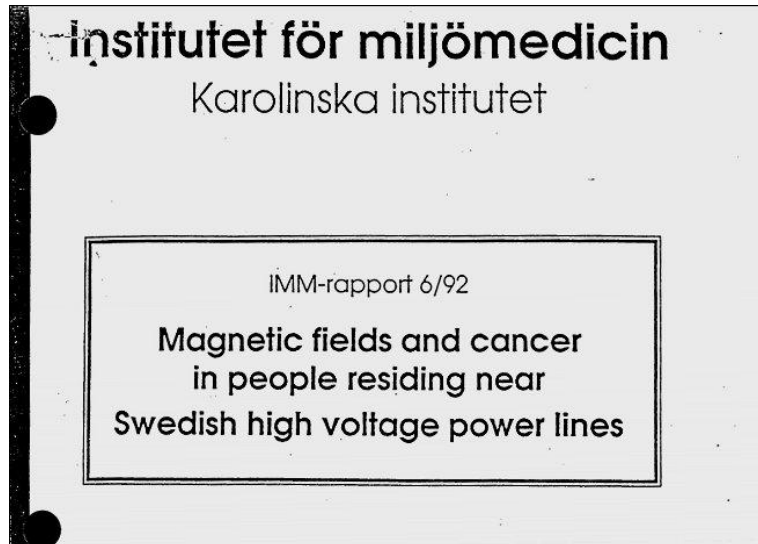 Institutet för miljömedicin
Karolinska institutet
IMM-rapport 6/92
Magnetic fields and cancer
in people residing near
Swedish high voltage power lines